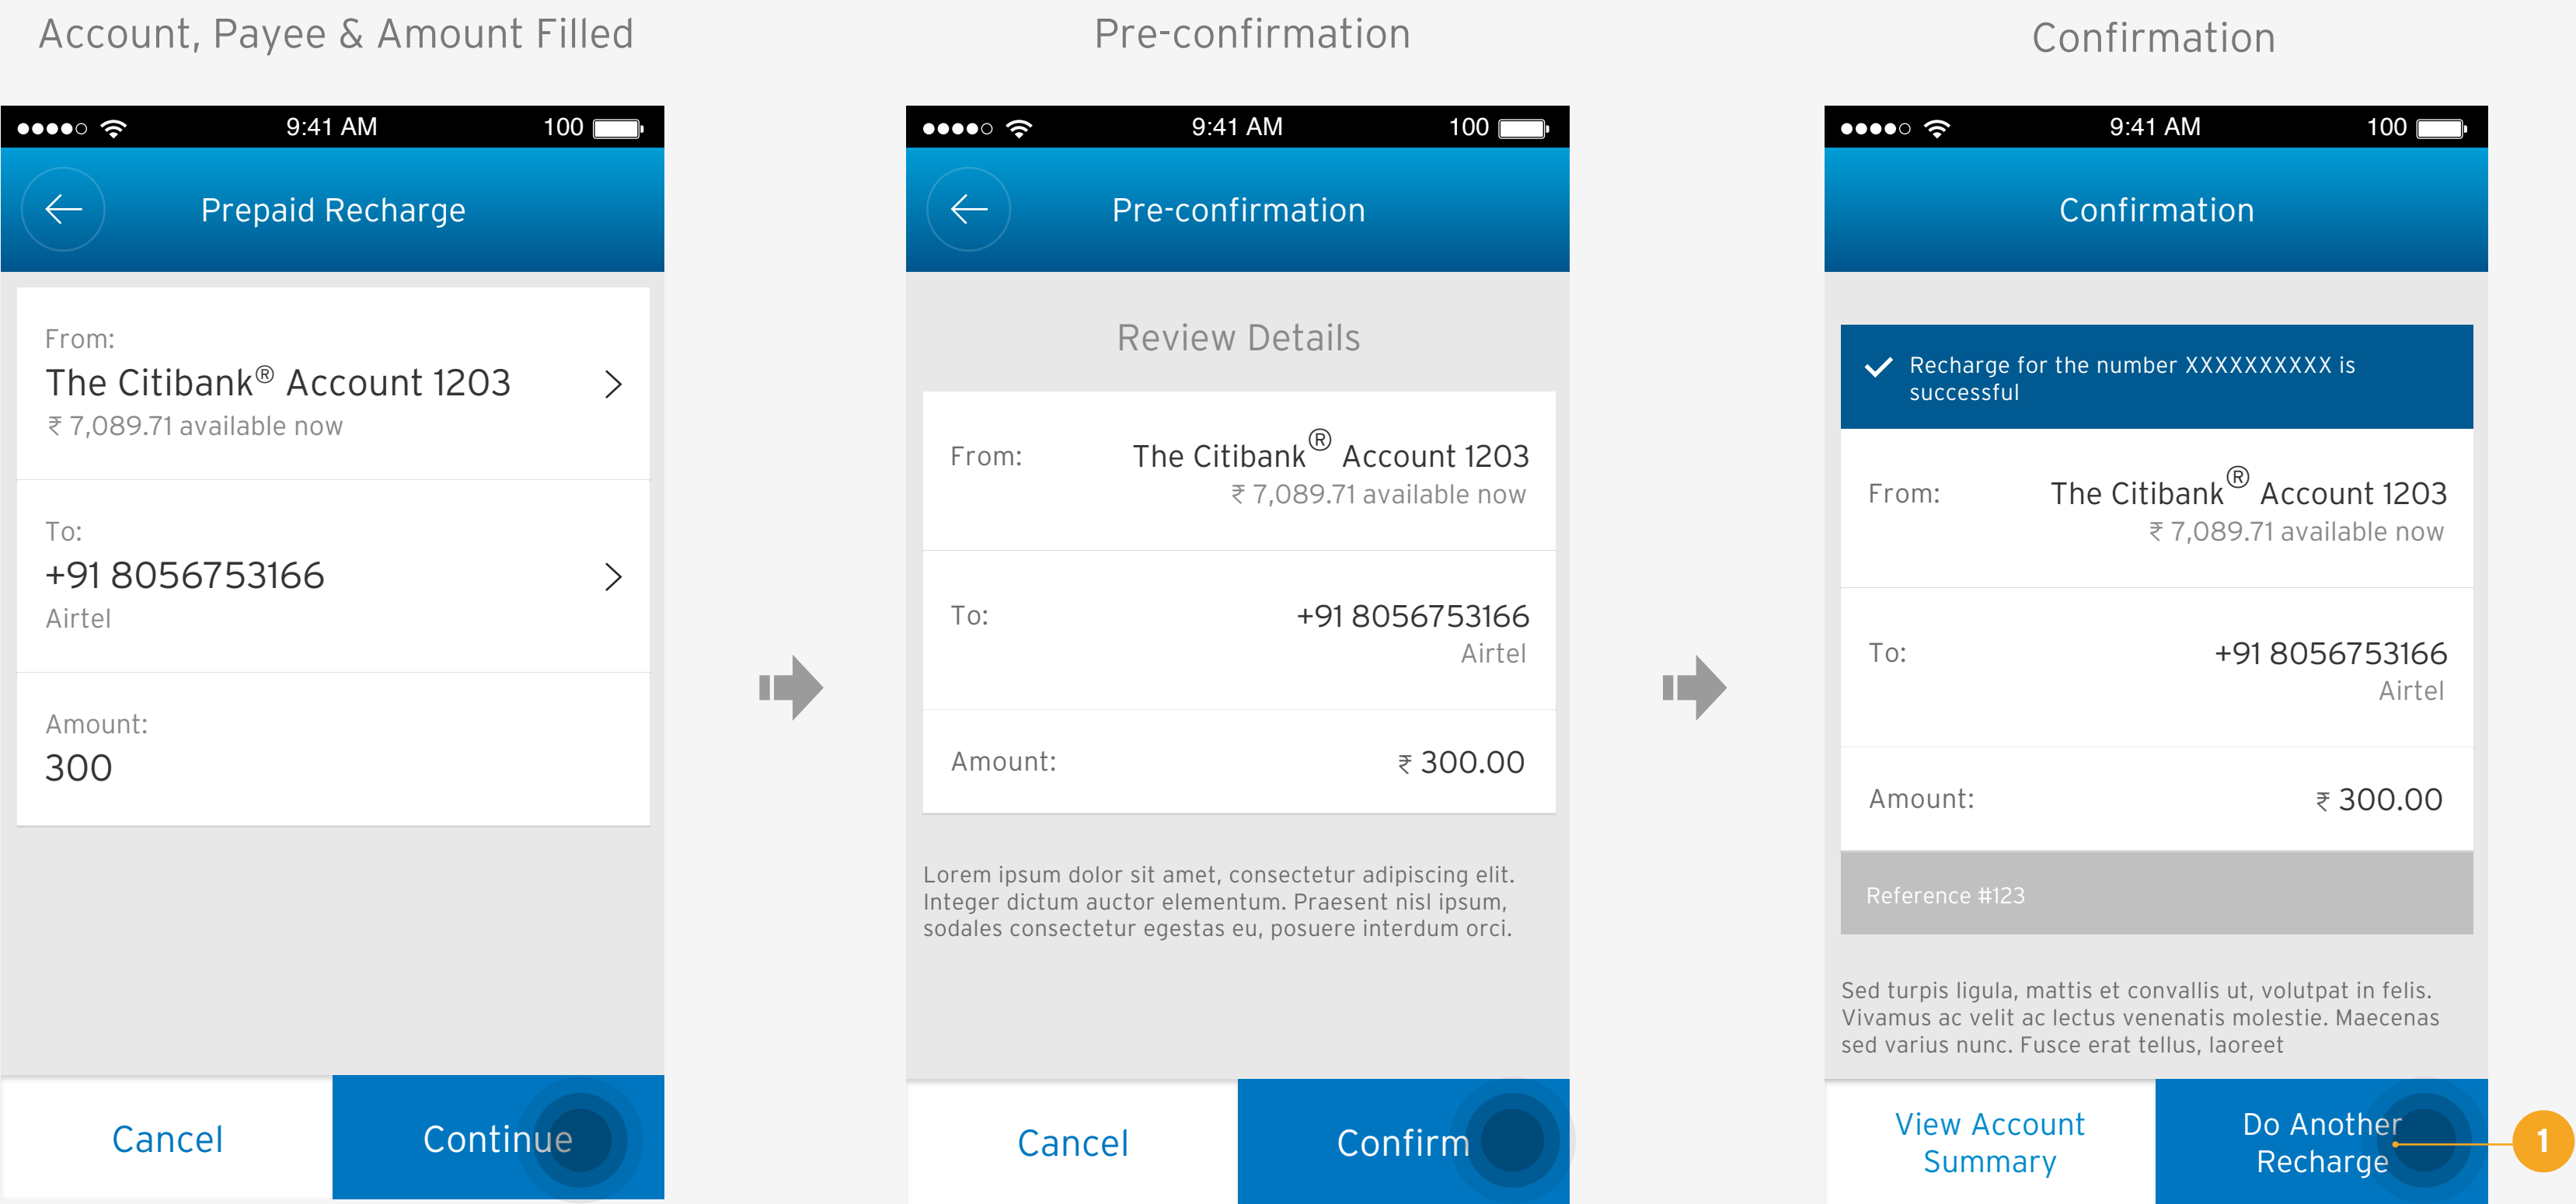 Account, Payee & Amount Filled
9:41 AM
100
Prepaid Recharge
From:
The Citibank® Account 1203
₹ 7,089.71 available now
To:
+91 8056753166
Airtel
Amount:
300
Cancel
Continue
Pre-confirmation
9:41 AM
100
Pre-confirmation
Review Details
From:
The Citibank® Account 1203
₹ 7,089.71 available now
To:
+91 8056753166
Airtel
Amount:
₹ 300.00
Lorem ipsum dolor sit amet, consectetur adipiscing elit.
Integer dictum auctor elementum. Praesent nisl ipsum,
sodales consectetur egestas eu, posuere interdum orci.
Cancel
Confirm
Confirmation
9:41 AM
100
Confirmation
Recharge for the number XXXXXXXXXX is
successful
From:
The Citibank® Account 1203
₹ 7,089.71 available now
To:
+91 8056753166
Airtel
Amount:
₹ 300.00
Reference #123
Sed turpis ligula, mattis et convallis ut, volutpat in felis.
Vivamus ac velit ac lectus venenatis molestie. Maecenas
sed varius nunc. Fusce erat tellus, laoreet
View Account
Summary
Do Another
Recharge
1